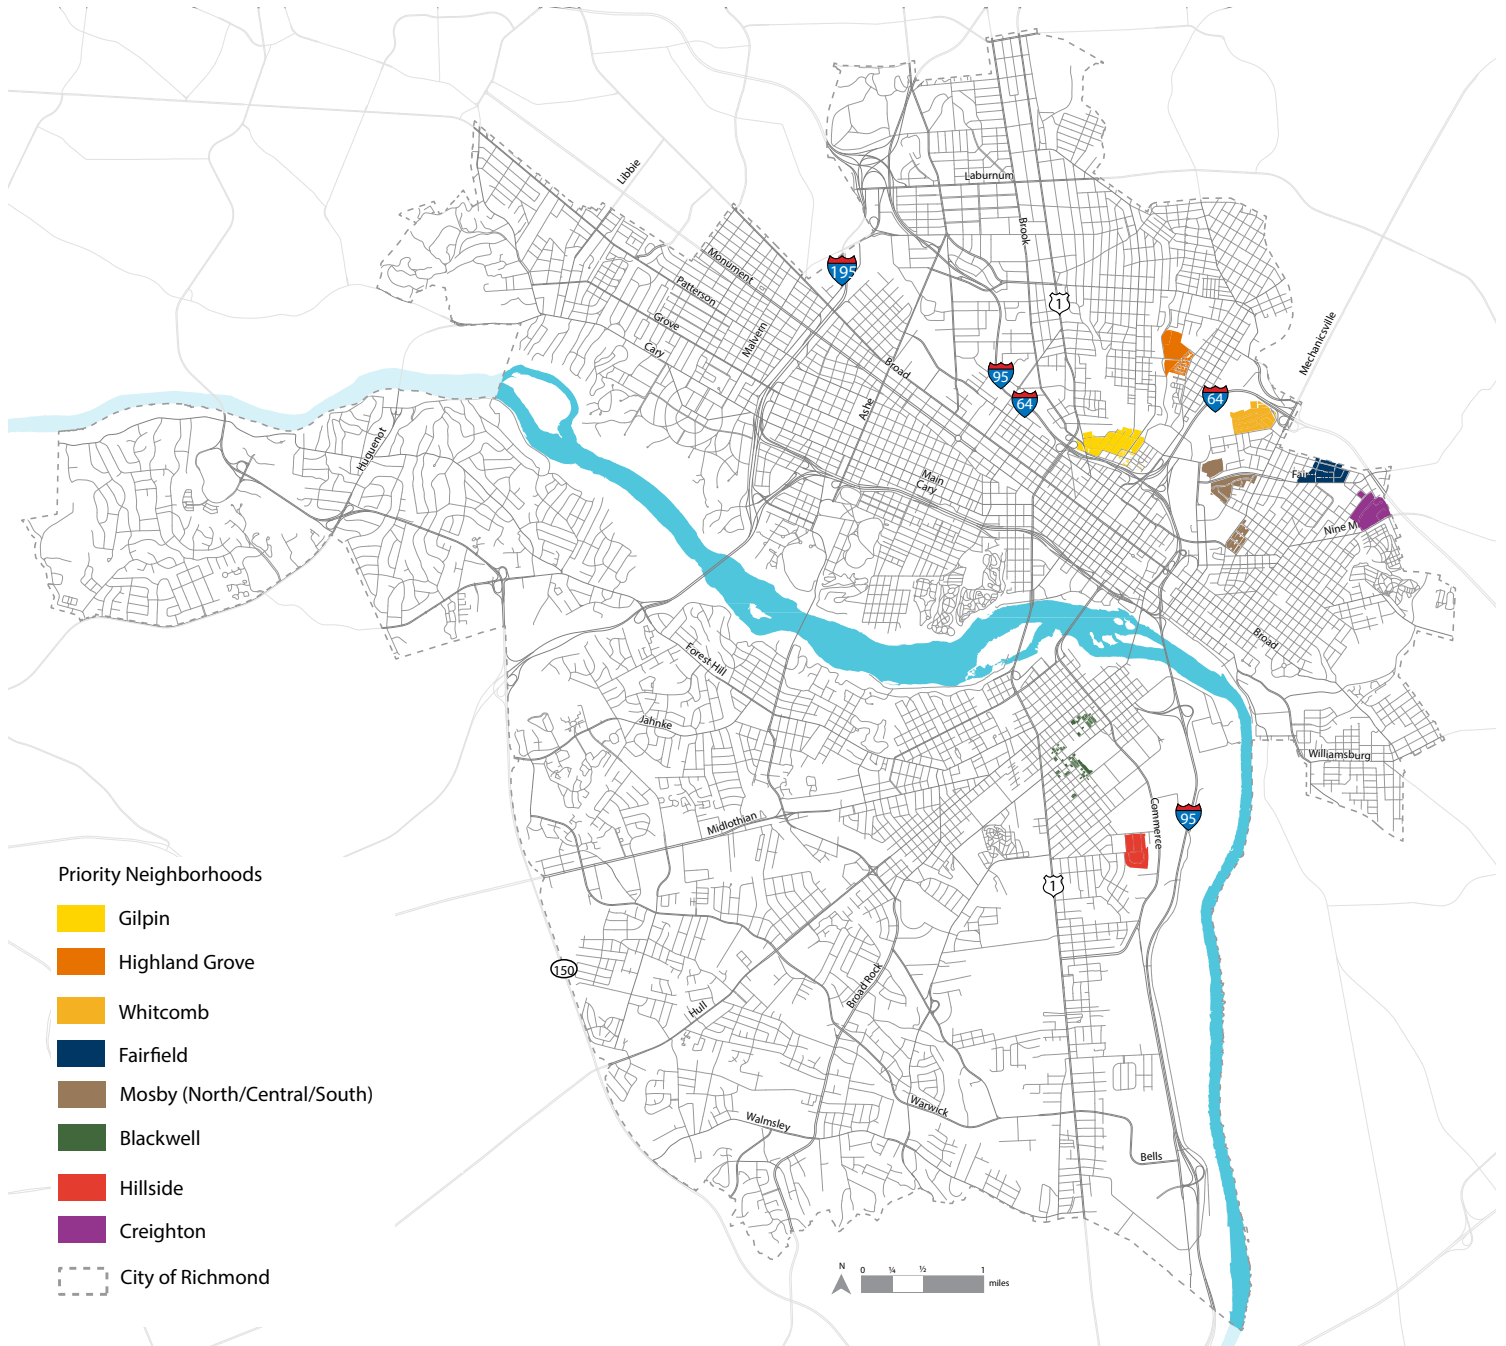 Libbie
Laburnum
Brook
Monument
195
Patterson
1
Mechanicsville
Grove
Malvern
Cary
Broad
95
64
64
Ashe
Huguenot
Main
Cary
Fair
Nine M
Broad
Forest Hill
Jahnke
Williamsburg
Midlothian
Commerce
95
1
Priority Neighborhoods
Gilpin
Highland Grove
Whitcomb
Fairfield
Mosby (North/Central/South)
Blackwell
Hillside
Creighton
City of Richmond
150
Broad Rock
Hull
Warwick
Walmsley
Bells
N
0 ¼ ½ 1
miles